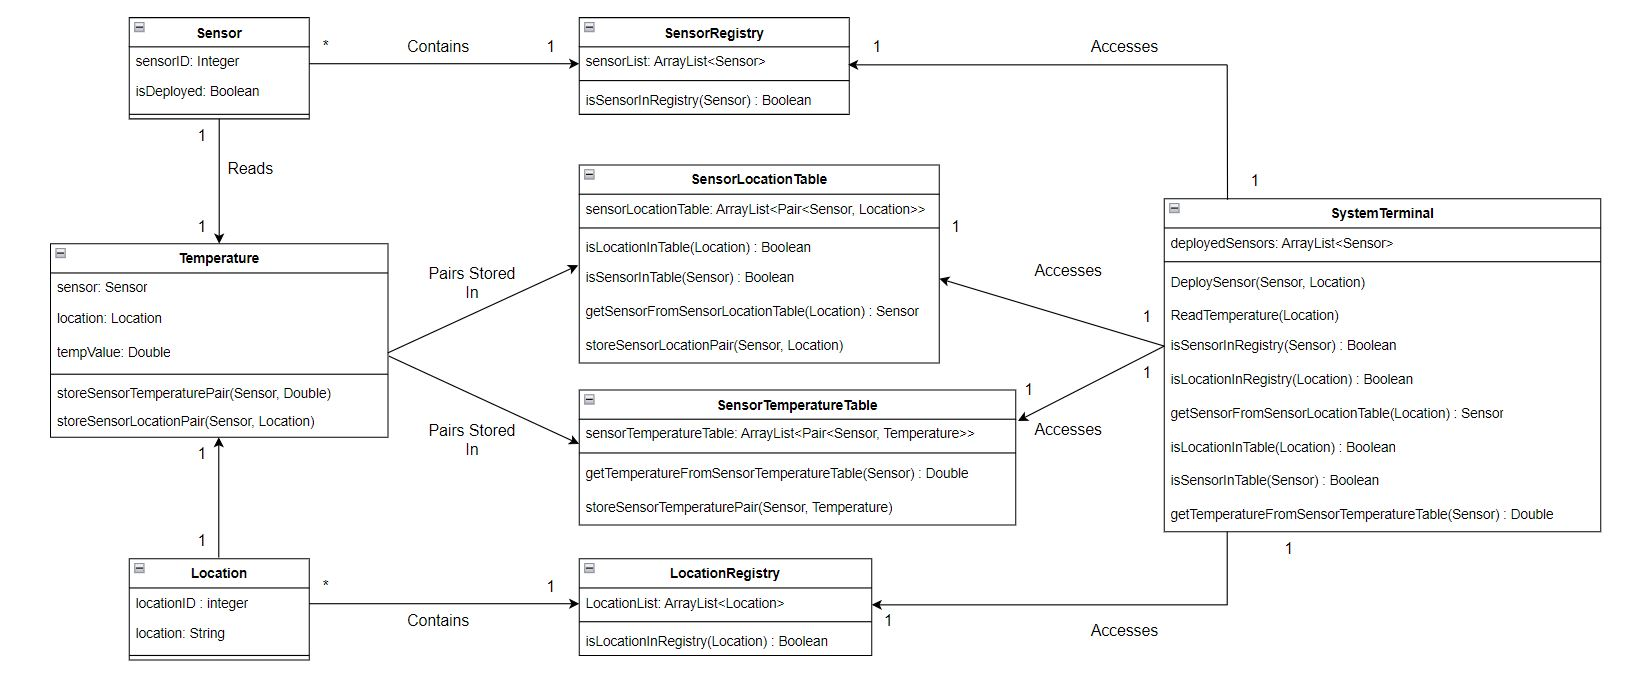 Sensor
sensorID: Integer
isDeployed: Boolean
*
Contains
1
SensorRegistry
sensorList: ArrayList<Sensor>
isSensorInRegistry(Sensor) : Boolean
1
Accesses
1
1
Reads
1
Temperature
sensor: Sensor
location: Location
tempValue: Double
storeSensorTemperaturePair(Sensor, Double)
storeSensorLocationPair(Sensor, Location)
Pairs Stored
In
Pairs Stored
In
SensorLocationTable
sensorLocationTable: ArrayList<Pair<Sensor, Location>>
isLocationInTable(Location) : Boolean
isSensorInTable(Sensor) : Boolean
getSensorFromSensorLocationTable(Location) : Sensor
storeSensorLocationPair(Sensor, Location)
1
Accesses
1
SensorTemperatureTable
sensorTemperatureTable: ArrayList<Pair<Sensor, Temperature>>
getTemperatureFromSensorTemperatureTable(Sensor) : Double
storeSensorTemperaturePair(Sensor, Temperature)
1
Accesses
1
SystemTerminal
deployedSensors: ArrayList<Sensor>
DeploySensor(Sensor, Location)
ReadTemperature(Location)
isSensorInRegistry(Sensor) : Boolean
isLocationInRegistry(Location) : Boolean
getSensorFromSensorLocationTable(Location) : Sensor
isLocationInTable(Location) : Boolean
isSensorInTable(Sensor) : Boolean
getTemperatureFromSensorTemperatureTable(Sensor) : Double
1
1
1
Location
locationID : integer
location: String
*
Contains
1
LocationRegistry
LocationList: ArrayList<Location>
isLocationInRegistry(Location) : Boolean
1
Accesses